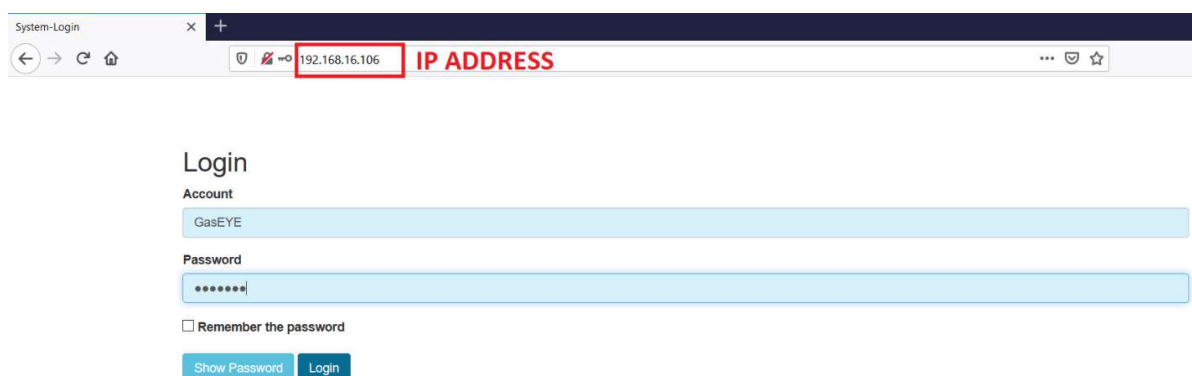 System-Login
192.168.16.106 IP ADDRESS
Login
Account
GasEYE
Password
•••••••
Remember the password
Show Password Login